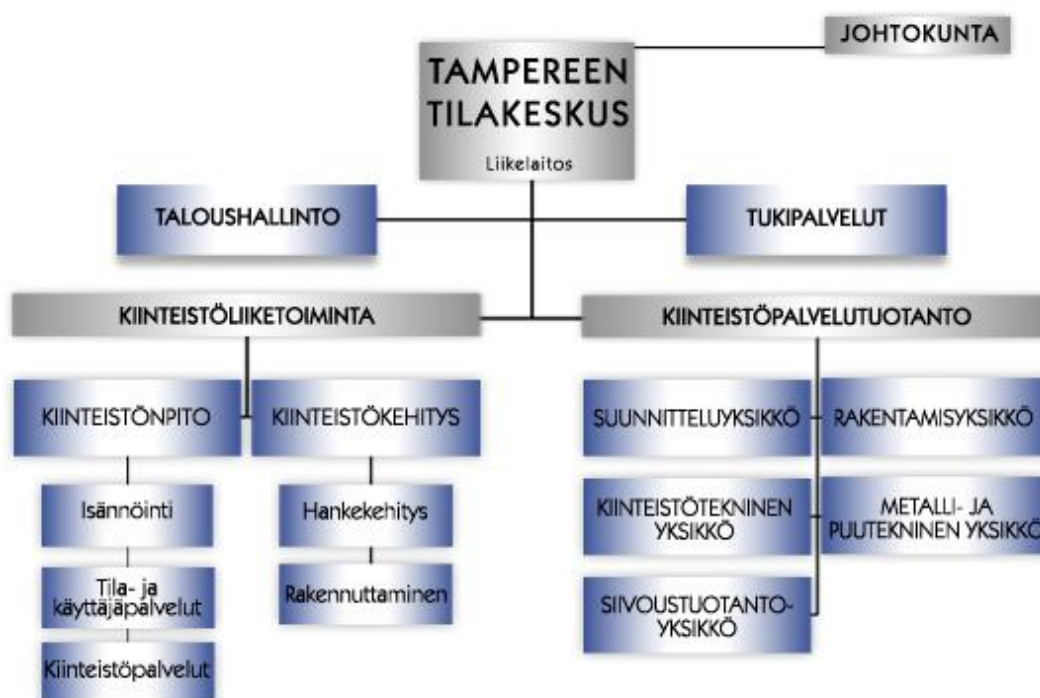 JOHTOKUNTA
TAMPEREEN
TILAKESKUS
Liikelaitos
TALOUSHALLINTO
TUKIPALVELUT
KIINTEISTÖLIIKETOIMINTA
KIINTEISTÖPALVELUTUOTANTO
KIINTEISTÖNPITO
KIINTEISTÖKEHITYS
SUUNNITTELUYKSIKKÖ
RAKENTAMISYKSIKKÖ
Isännöinti
Hankekehitys
KIINTEISTÖTEKNINEN
YKSIKKÖ
METALLI- JA
PUUTEKNINEN YKSIKKÖ
Tila- ja
käyttäjäpalvelut
Rakennuttaminen
SIIVOUSTUOTANTO-
YKSIKKÖ
Kiinteistöpalvelut